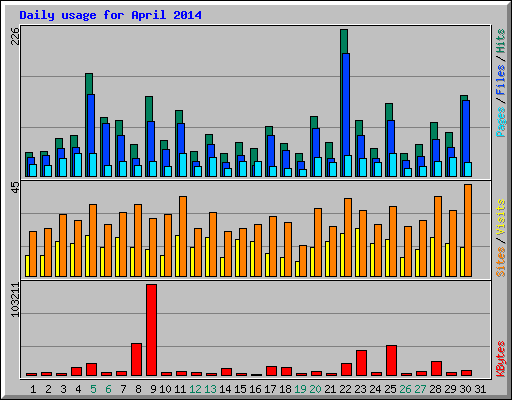 Daily usage for April 2014
226
Pages / Files / Hits
45
Sites / Visits
103211
KBytes
1 2 3 4 5 6 7 8 9 10 11 12 13 14 15 16 17 18 19 20 21 22 23 24 25 26 27 28 29 30 31